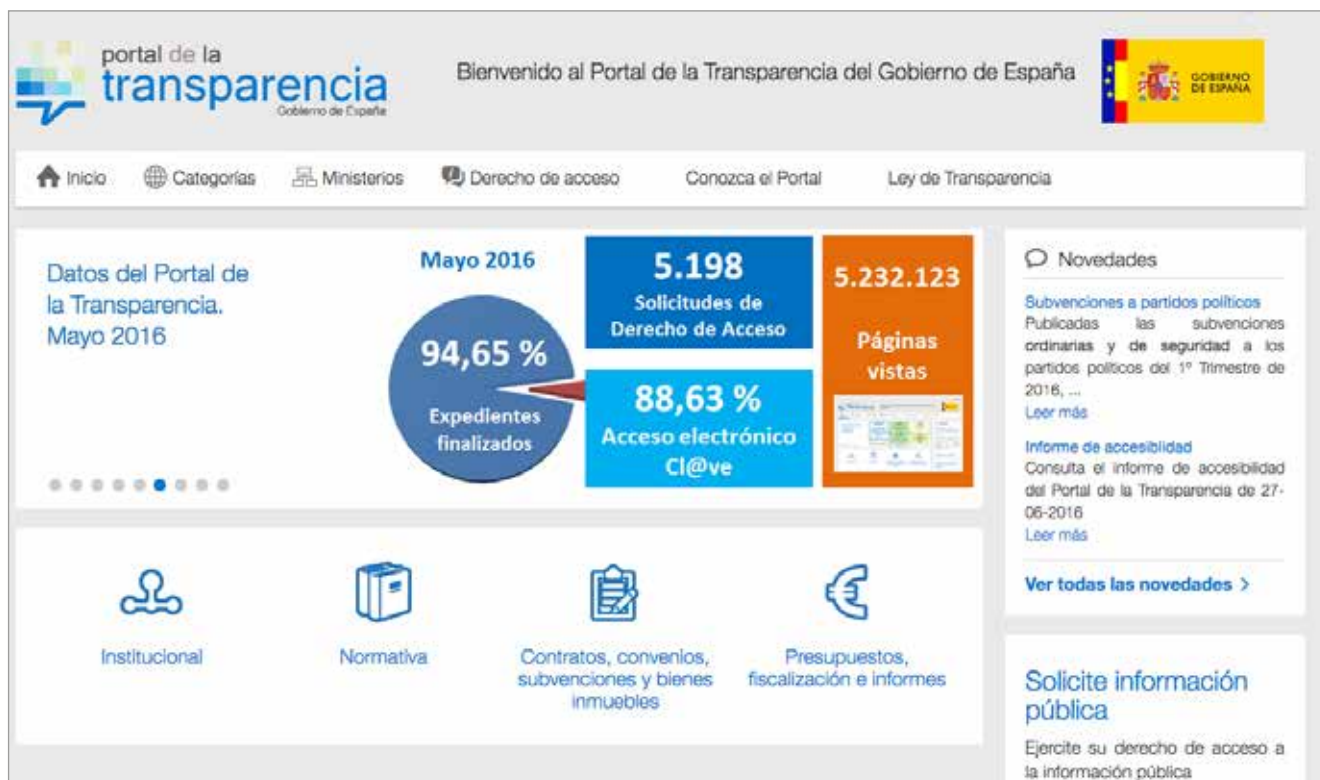 portal de la
transparencia
Gobierno de España
Bienvenido al Portal de la Transparencia del Gobierno de España
GOBIERNO
DE ESPAÑA
Inicio
Categorías
Ministerios
Derecho de acceso
Conozca el Portal
Ley de Transparencia
Datos del Portal de
la Transparencia.
Mayo 2016
Mayo 2016
94,65 %
Expedientes
finalizados
5.198
Solicitudes de
Derecho de Acceso
88,63 %
Acceso electrónico
Cl@ve
5.232.123
Páginas
vistas
Novedades
Subvenciones a partidos políticos
Publicadas las subvenciones
ordinarias y de seguridad a los
partidos políticos del 1º Trimestre de
2016, ...
Leer más
Informe de accesiblidad
Consulta el informe de accesibilidad
del Portal de la Transparencia de 27-
06-2016
Leer más
Ver todas las novedades >
Institucional
Normativa
Contratos, convenios,
subvenciones y bienes
inmuebles
Presupuestos,
fiscalización e informes
Solicite información
pública
Ejercite su derecho de acceso a
la información pública